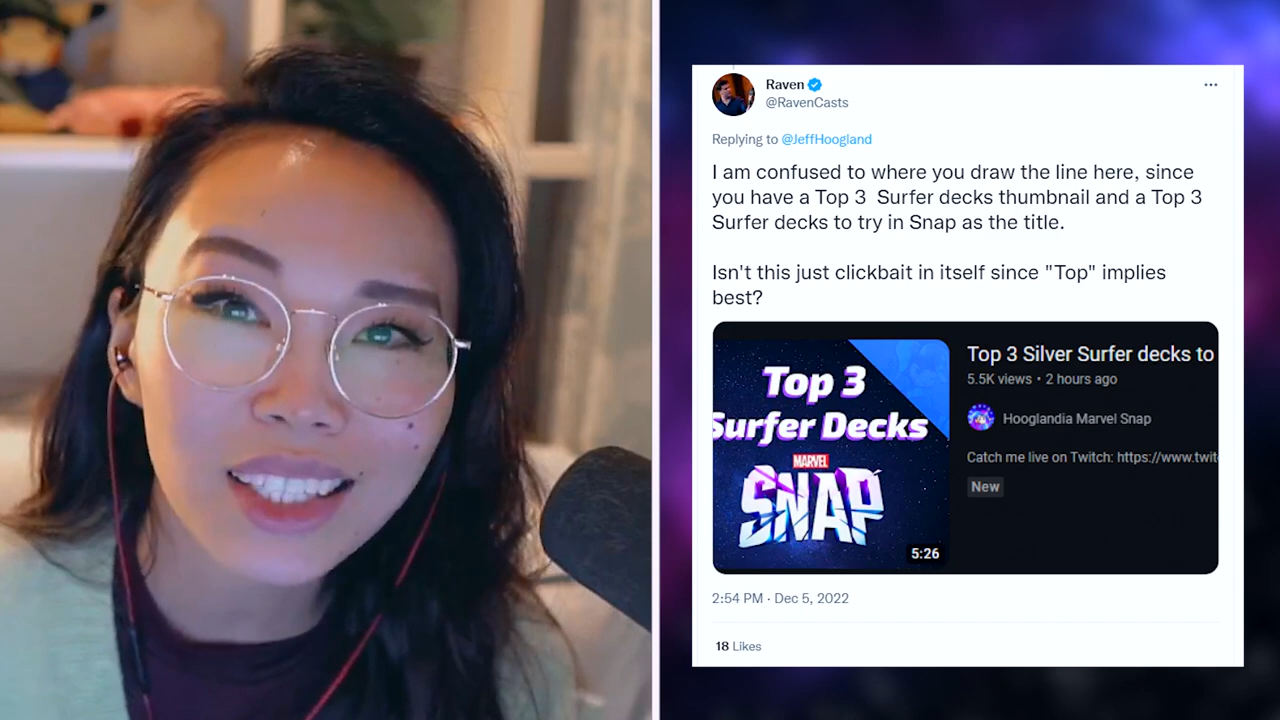 Raven
@RavenCasts
Replying to @JeffHoogland
I am confused to where you draw the line here, since
you have a Top 3  Surfer decks thumbnail and a Top 3
Surfer decks to try in Snap as the title.
Isn't this just clickbait in itself since "Top" implies
best?
Top 3
Surfer Decks
MARVEL
SNAP
5:26
Top 3 Silver Surfer decks to
5.5K views • 2 hours ago
Hooglandia Marvel Snap
Catch me live on Twitch: https://www.twit
New
2:54 PM · Dec 5, 2022
18 Likes